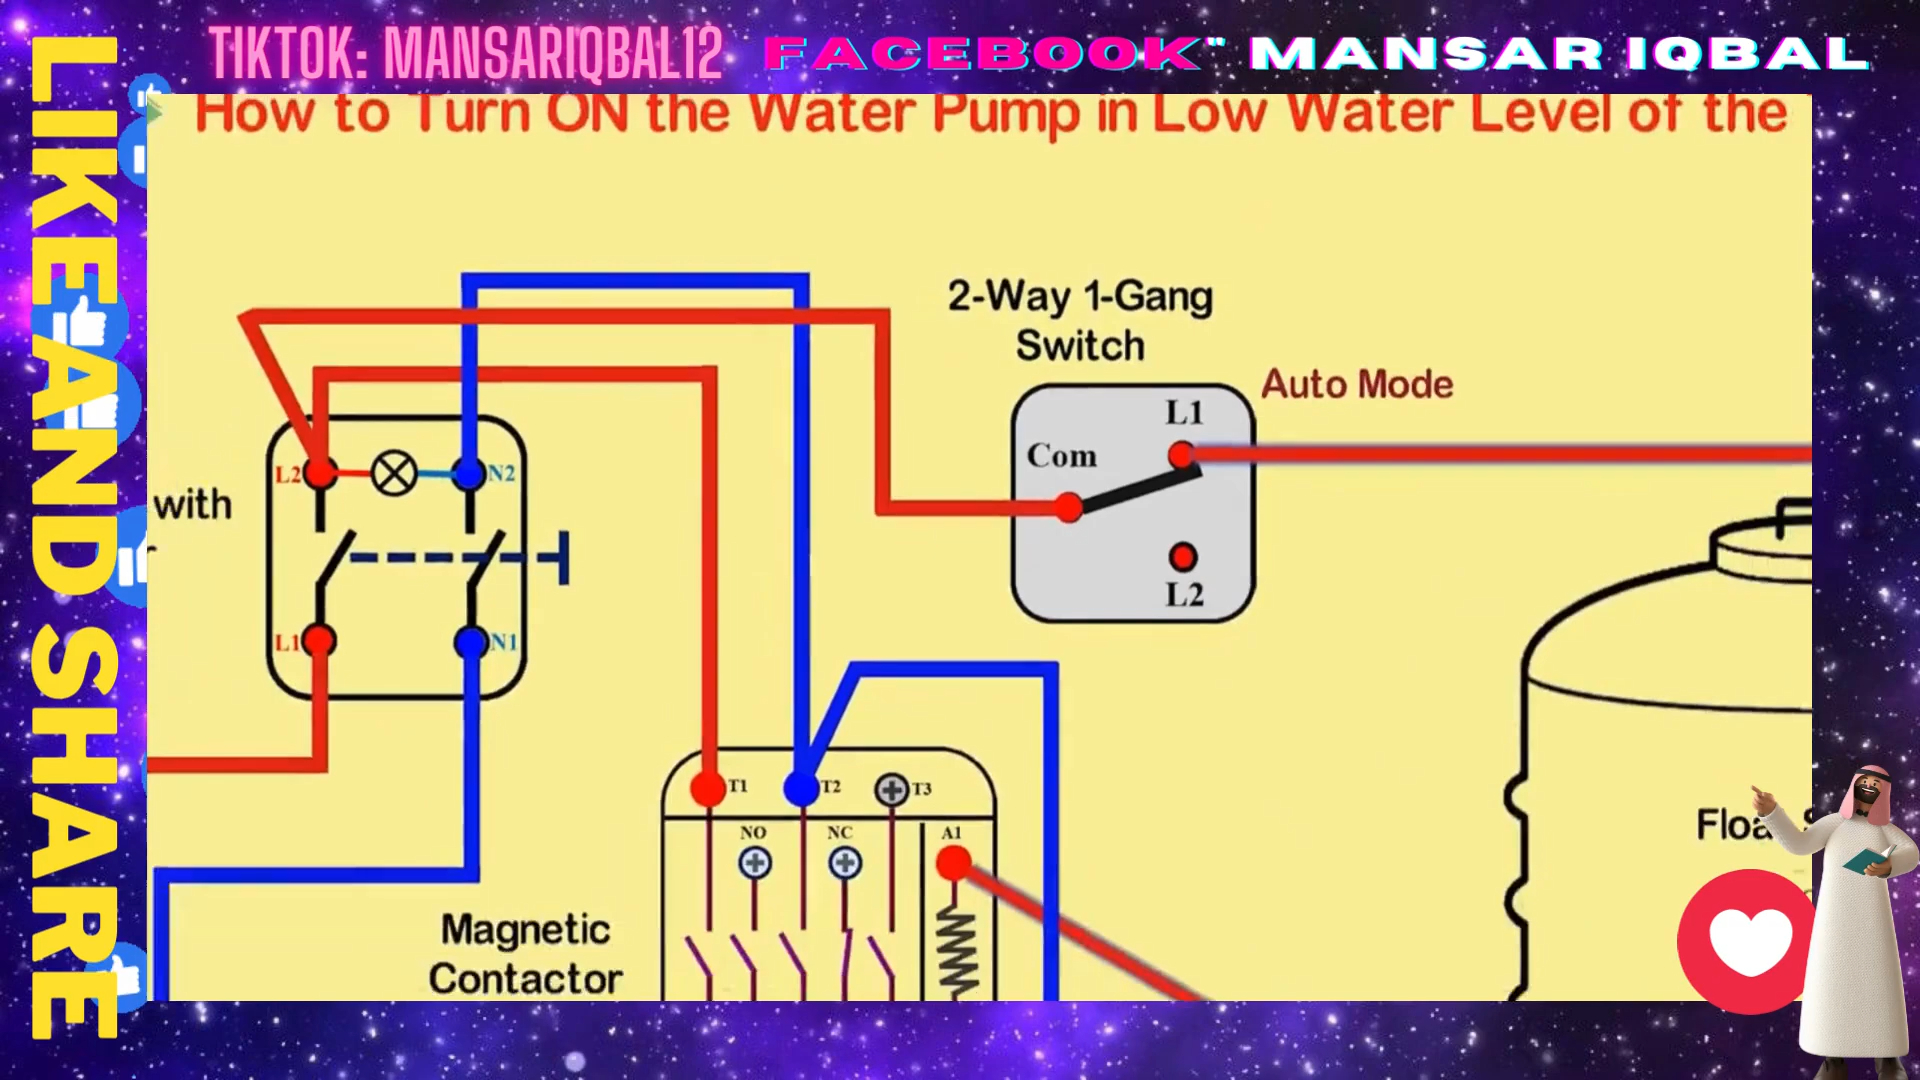 TIKTOK: MANSARIQBAL12
FACEBOOK" MANSAR IQBAL
LIKE AND SHARE
How to Turn ON the Water Pump in Low Water Level of the
2-Way 1-Gang
Switch
Auto Mode
L1
Com
L2
with
L2
N2
L1
N1
T1
T2
T3
NO
NC
A1
Magnetic
Contactor